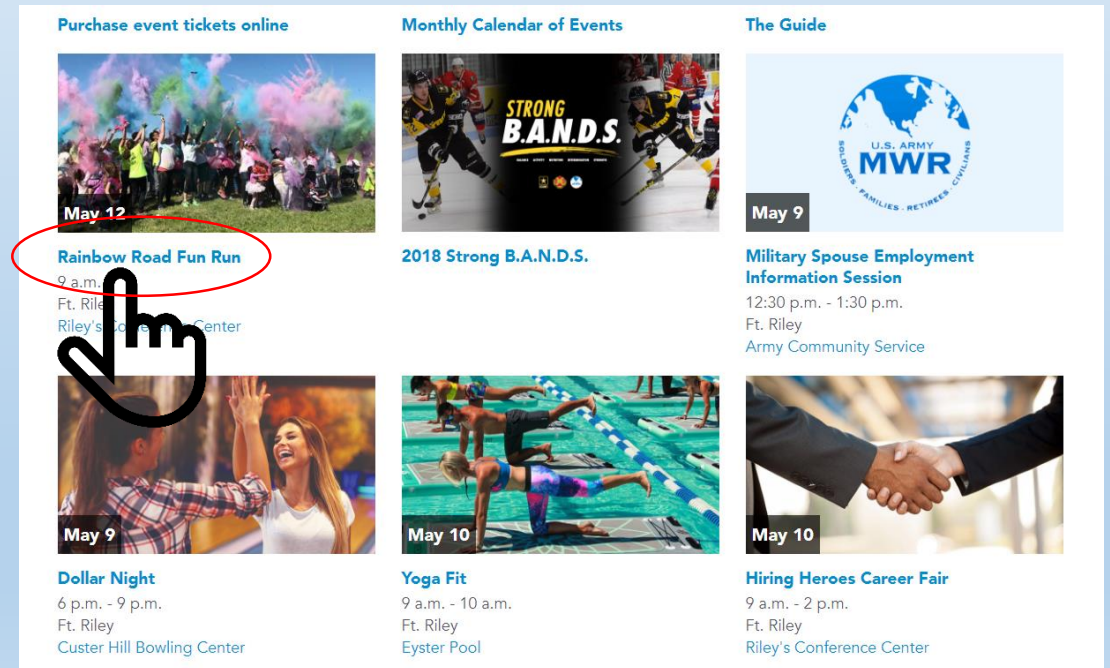 Purchase event tickets online
Monthly Calendar of Events
The Guide
STRONG
B.A.N.D.S.
U.S. ARMY
MWR
SOLDIERS • FAMILIES • RETIREES • CIVILIANS
May 12
May 9
Rainbow Road Fun Run
9 a.m.
Ft.
Riley's Center
2018 Strong B.A.N.D.S.
Military Spouse Employment
Information Session
12:30 p.m. - 1:30 p.m.
Ft. Riley
Army Community Service
May 9
May 10
May 10
Dollar Night
6 p.m. - 9 p.m.
Ft. Riley
Custer Hill Bowling Center
Yoga Fit
9 a.m. - 10 a.m.
Ft. Riley
Eyster Pool
Hiring Heroes Career Fair
9 a.m. - 2 p.m.
Ft. Riley
Riley's Conference Center